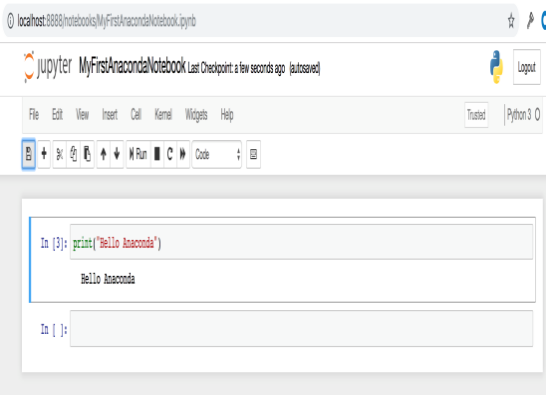 localhost:8888/notebooks/MyFirstAnacondaNotebook.ipynb
jupyter MyFirstAnacondaNotebook Last Checkpoint: a few seconds ago (autosaved) Logout
File Edit View Insert Cell Kernel Widgets Help Trusted Python 3
Run Code
In [3]: print("Hello Anaconda")
Hello Anaconda
In [ ]: